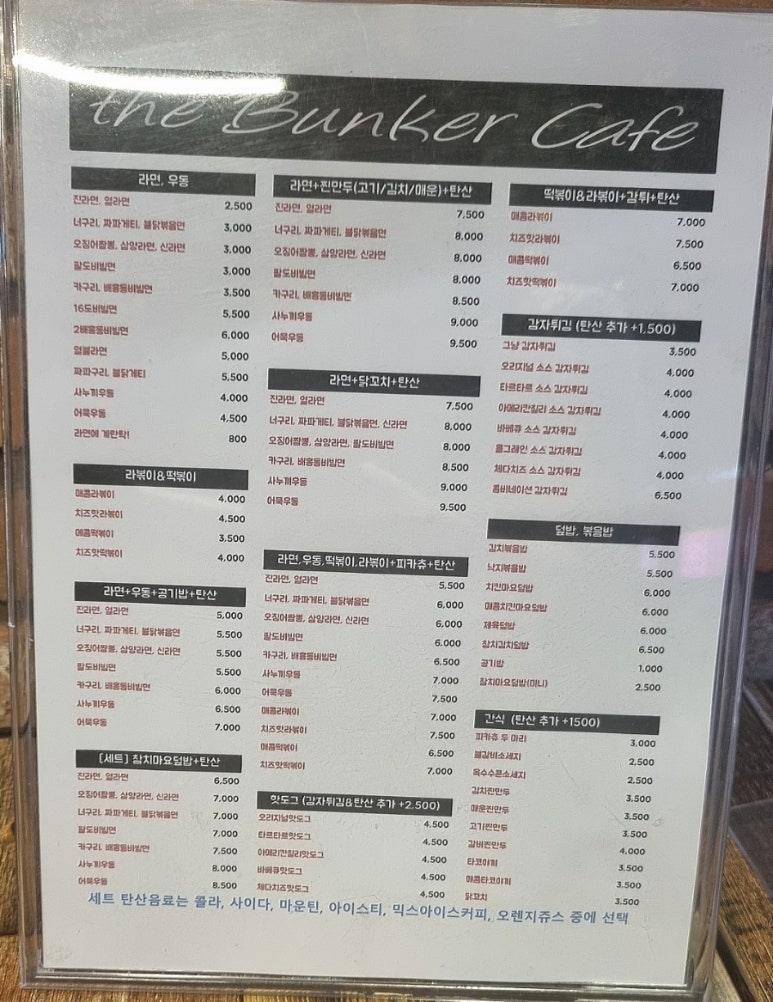 the Bunker Cafe
라면, 우동
진라면, 열라면 2,500
너구리, 짜파게티, 불닭볶음면 3,000
오징어짬뽕, 삼양라면, 신라면 3,000
팔도비빔면 3,000
카구리, 배홍동비빔면 3,500
16도비빔면 5,500
2배홍동비빔면 6,000
열불라면 5,000
짜파구리, 불닭게티 5,500
사누끼우동 4,000
어묵우동 4,500
라면에 계란탁! 800
라볶이&떡볶이
매콤라볶이 4,000
치즈핫라볶이 4,500
매콤떡볶이 3,500
치즈핫떡볶이 4,000
라면+우동+공기밥+탄산
진라면, 열라면 5,000
너구리, 짜파게티, 불닭볶음면 5,500
오징어짬뽕, 삼양라면, 신라면 5,500
팔도비빔면 5,500
카구리, 배홍동비빔면 6,000
사누끼우동 6,500
어묵우동 7,000
[세트] 참치마요덮밥+탄산
진라면, 열라면 6,500
오징어짬뽕, 삼양라면, 신라면 7,000
너구리, 짜파게티, 불닭볶음면 7,000
팔도비빔면 7,000
카구리, 배홍동비빔면 7,500
사누끼우동 8,000
어묵우동 8,500
라면+찐만두(고기/김치/매운)+탄산
진라면, 열라면 7,500
너구리, 짜파게티, 불닭볶음면 8,000
오징어짬뽕, 삼양라면, 신라면 8,000
팔도비빔면 8,000
카구리, 배홍동비빔면 8,500
사누끼우동 9,000
어묵우동 9,500
라면+닭꼬치+탄산
진라면, 열라면 7,500
너구리, 짜파게티, 불닭볶음면, 신라면 8,000
오징어짬뽕, 삼양라면, 팔도비빔면 8,000
카구리, 배홍동비빔면 8,500
사누끼우동 9,000
어묵우동 9,500
라면,우동,떡볶이,라볶이+피카츄+탄산
진라면, 열라면 5,500
너구리, 짜파게티, 불닭볶음면 6,000
오징어짬뽕, 삼양라면, 신라면 6,000
팔도비빔면 6,000
카구리, 배홍동비빔면 6,500
사누끼우동 7,000
어묵우동 7,500
매콤라볶이 7,000
치즈핫라볶이 7,500
매콤떡볶이 6,500
치즈핫떡볶이 7,000
핫도그 (감자튀김&탄산 추가 +2,500)
오리지널핫도그 4,500
타르타르핫도그 4,500
아메리칸칠리핫도그 4,500
바베큐핫도그 4,500
체다치즈핫도그 4,500
떡볶이&라볶이+감튀+탄산
매콤라볶이 7,000
치즈핫라볶이 7,500
매콤떡볶이 6,500
치즈핫떡볶이 7,000
감자튀김 (탄산 추가 +1,500)
그냥 감자튀김 3,500
오리지널 소스 감자튀김 4,000
타르타르 소스 감자튀김 4,000
아메리칸칠리 소스 감자튀김 4,000
바베큐 소스 감자튀김 4,000
홀그레인 소스 감자튀김 4,000
체다치즈 소스 감자튀김 4,000
콤비네이션 감자튀김 6,500
덮밥, 볶음밥
김치볶음밥 5,500
낙지볶음밥 5,500
치킨마요덮밥 6,000
매콤치킨마요덮밥 6,000
제육덮밥 6,000
참치김치덮밥 6,500
공기밥 1,000
참치마요덮밥(미니) 2,500
간식 (탄산 추가 +1500)
피카츄 두 마리 3,000
불갈비소세지 2,500
옥수수콘소세지 2,500
김치찐만두 3,500
매운찐만두 3,500
고기찐만두 3,500
갈비찐만두 4,000
타코야끼 3,500
매콤타코야끼 3,500
닭꼬치 3,500
세트 탄산음료는 콜라, 사이다, 마운틴, 아이스티, 믹스아이스커피, 오렌지쥬스 중에 선택